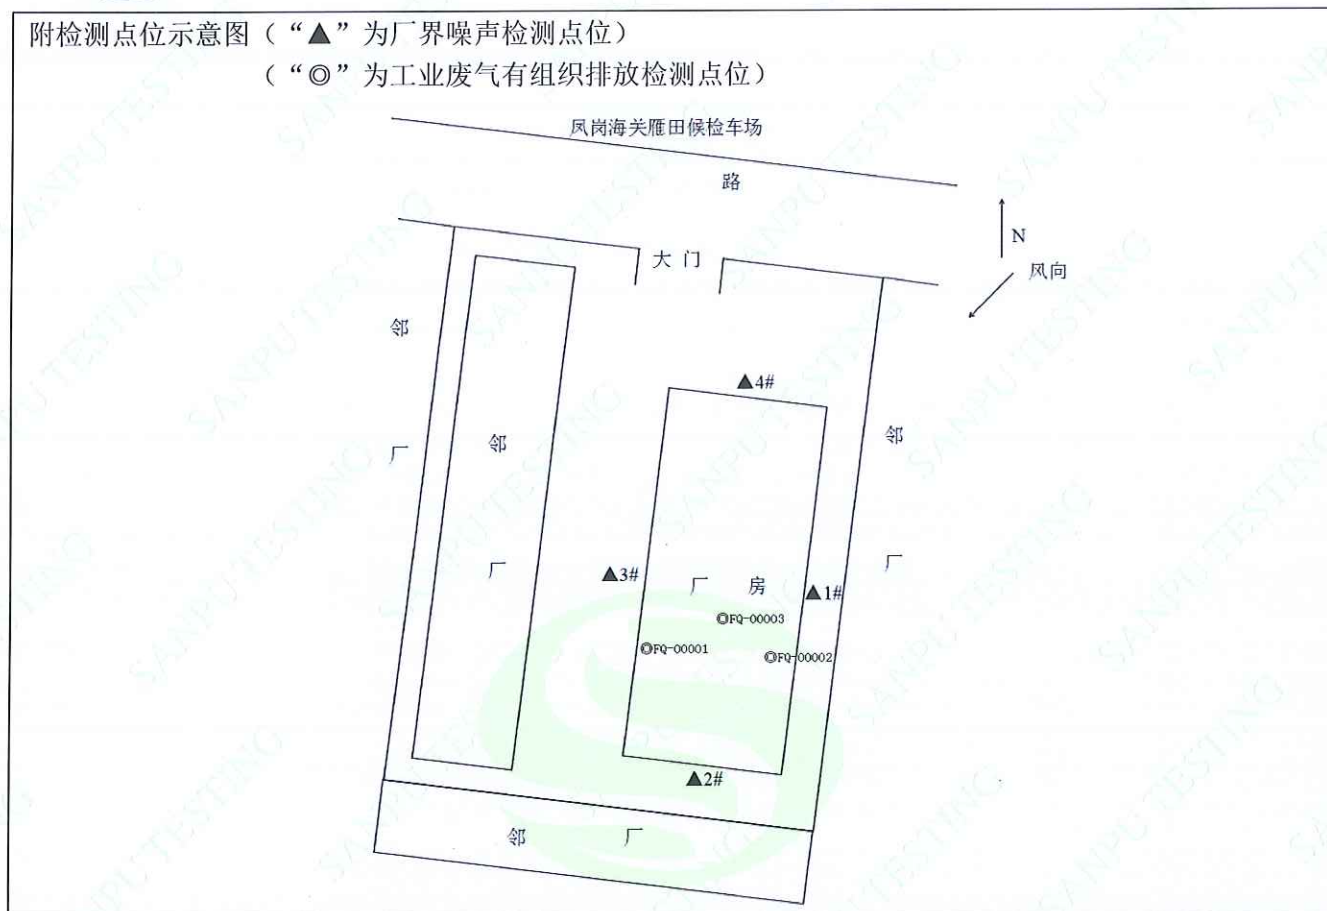 附检测点位示意图（“▲”为厂界噪声检测点位）
（“◎”为工业废气有组织排放检测点位）
凤岗海关雁田候检车场
路
N
大 门
风向
邻
厂
▲4#
邻
厂
邻
厂
▲3#
厂 房
▲1#
◎FQ-00003
◎FQ-00001
◎FQ-00002
▲2#
邻 厂
SANPU TESTING